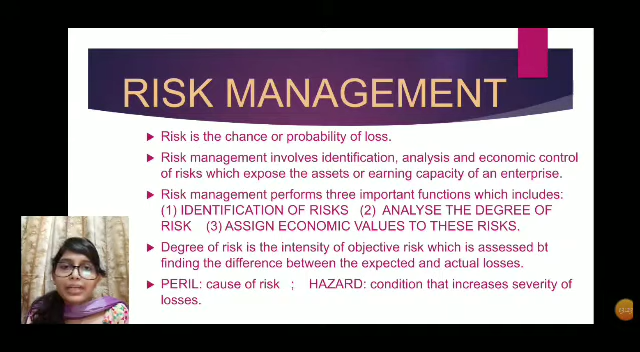 RISK MANAGEMENT
Risk is the chance or probability of loss.
Risk management involves identification, analysis and economic control
of risks which expose the assets or earning capacity of an enterprise.
Risk management performs three important functions which includes:
(1) IDENTIFICATION OF RISKS (2) ANALYSE THE DEGREE OF
RISK (3) ASSIGN ECONOMIC VALUES TO THESE RISKS.
Degree of risk is the intensity of objective risk which is assessed bt
finding the difference between the expected and actual losses.
PERIL: cause of risk ; HAZARD: condition that increases severity of
losses.